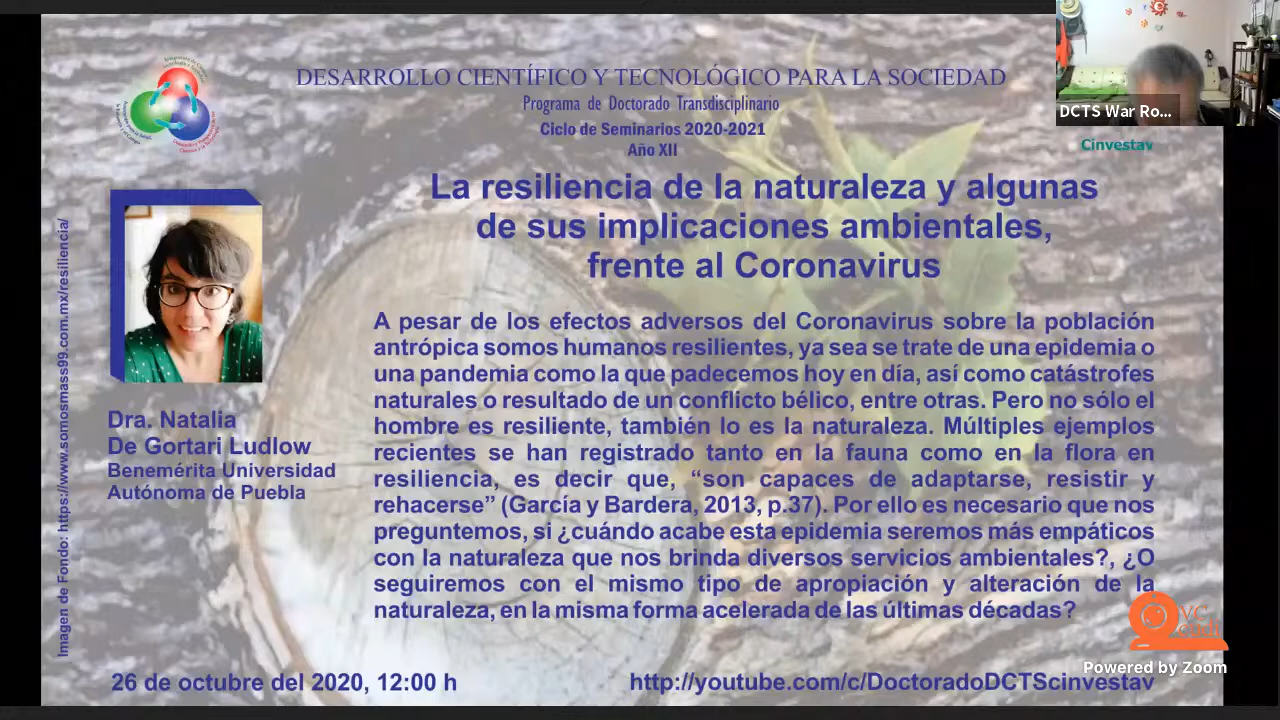 DESARROLLO CIENTÍFICO Y TECNOLÓGICO PARA LA SOCIEDAD
Programa de Doctorado Transdisciplinario
Ciclo de Seminarios 2020-2021
Año XII
DCTS War Ro...
Cinvestav
La resiliencia de la naturaleza y algunas
de sus implicaciones ambientales,
frente al Coronavirus
A pesar de los efectos adversos del Coronavirus sobre la población
antrópica somos humanos resilientes, ya sea se trate de una epidemia o
una pandemia como la que padecemos hoy en día, así como catástrofes
naturales o resultado de un conflicto bélico, entre otras. Pero no sólo el
hombre es resiliente, también lo es la naturaleza. Múltiples ejemplos
recientes se han registrado tanto en la fauna como en la flora en
resiliencia, es decir que, “son capaces de adaptarse, resistir y
rehacerse” (García y Bardera, 2013, p.37). Por ello es necesario que nos
preguntemos, si ¿cuándo acabe esta epidemia seremos más empáticos
con la naturaleza que nos brinda diversos servicios ambientales?, ¿O
seguiremos con el mismo tipo de apropiación y alteración de la
naturaleza, en la misma forma acelerada de las últimas décadas?
Dra. Natalia
De Gortari Ludlow
Benemérita Universidad
Autónoma de Puebla
Imagen de Fondo: https://www.somosmass99.com.mx/resiliencia/
26 de octubre del 2020, 12:00 h
http://youtube.com/c/DoctoradoDCTScinvestav
VC
Powered by Zoom